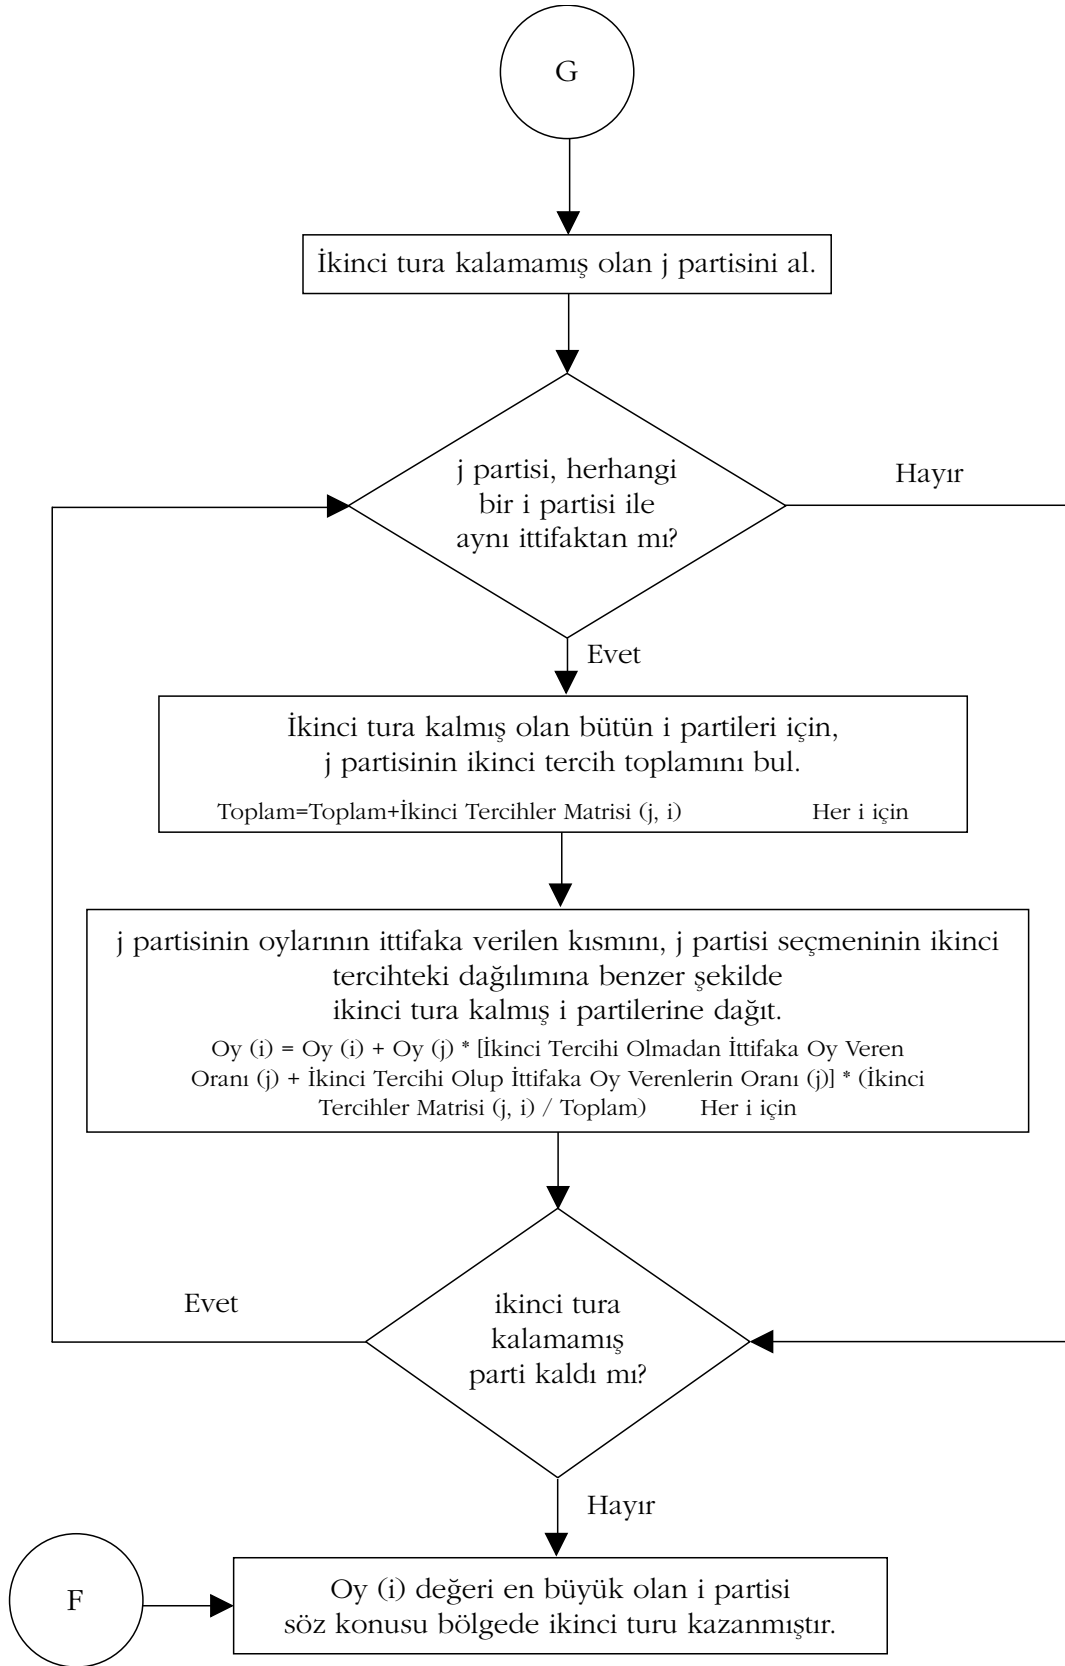 G
İkinci tura kalamamış olan j partisini al.
j partisi, herhangi
bir i partisi ile
aynı ittifaktan mı?
Hayır
Evet
İkinci tura kalmış olan bütün i partileri için,
j partisinin ikinci tercih toplamını bul.
Toplam=Toplam+İkinci Tercihler Matrisi (j, i) Her i için
j partisinin oylarının ittifaka verilen kısmını, j partisi seçmeninin ikinci
tercihteki dağılımına benzer şekilde
ikinci tura kalmış i partilerine dağıt.
Oy (i) = Oy (i) + Oy (j) * [İkinci Tercihi Olmadan İttifaka Oy Veren
Oranı (j) + İkinci Tercihi Olup İttifaka Oy Verenlerin Oranı (j)] * (İkinci
Tercihler Matrisi (j, i) / Toplam) Her i için
Evet
ikinci tura
kalamamış
parti kaldı mı?
Hayır
F
Oy (i) değeri en büyük olan i partisi
söz konusu bölgede ikinci turu kazanmıştır.